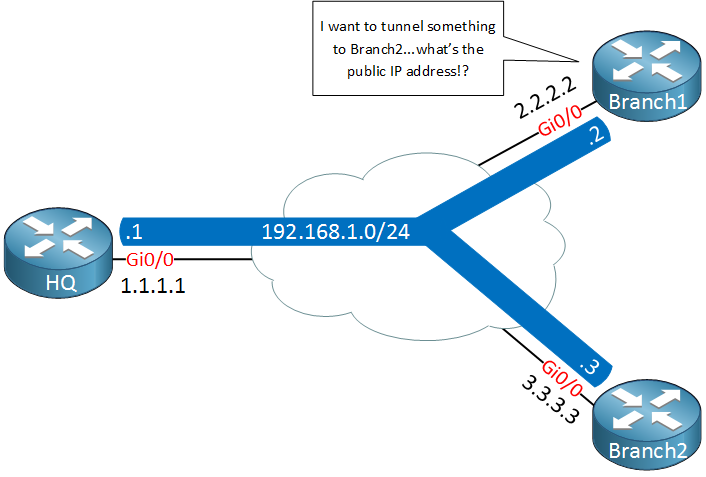 I want to tunnel something
to Branch2...what's the
public IP address!?
Branch1
2.2.2.2
Gi0/0
.2
.1
192.168.1.0/24
Gi0/0
HQ
1.1.1.1
.3
Gi0/0
3.3.3.3
Branch2